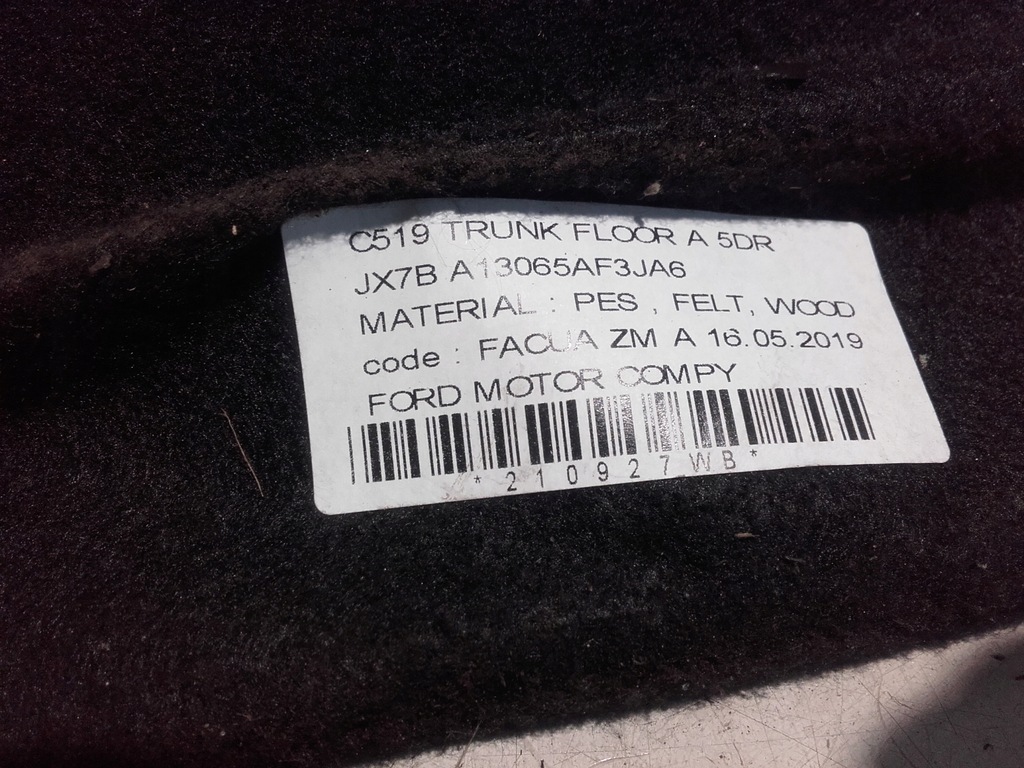 C519 TRUNK FLOOR A 5DR
JX7B A13065AF3JA6
MATERIAL : PES , FELT, WOOD
code : FACUA ZM A 16.05.2019
FORD MOTOR COMPY
*210927WB*